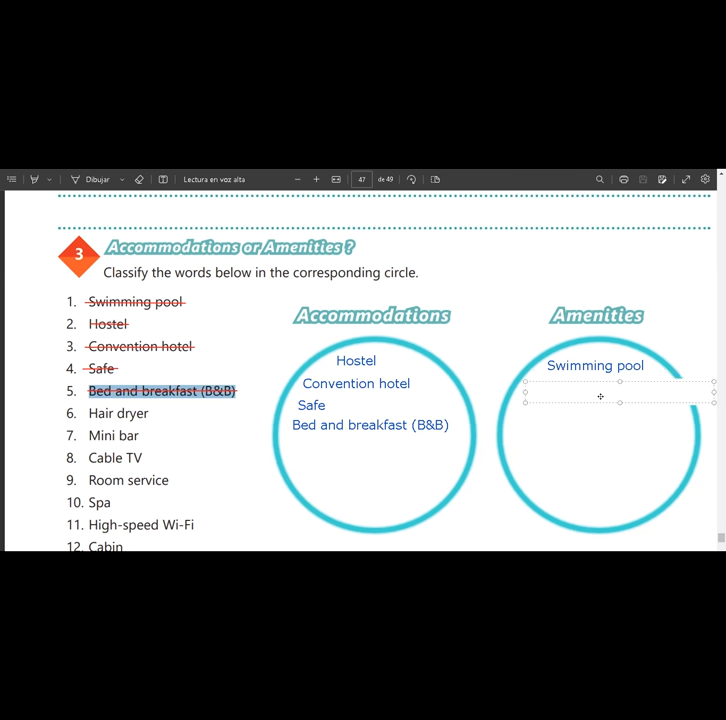 Dibujar
Lectura en voz alta
47 de 49
3 Accommodations or Amenities ?
Classify the words below in the corresponding circle.
1. Swimming pool
2. Hostel
3. Convention hotel
4. Safe
5. Bed and breakfast (B&B)
6. Hair dryer
7. Mini bar
8. Cable TV
9. Room service
10. Spa
11. High-speed Wi-Fi
12. Cabin
Accommodations
Hostel
Convention hotel
Safe
Bed and breakfast (B&B)
Amenities
Swimming pool